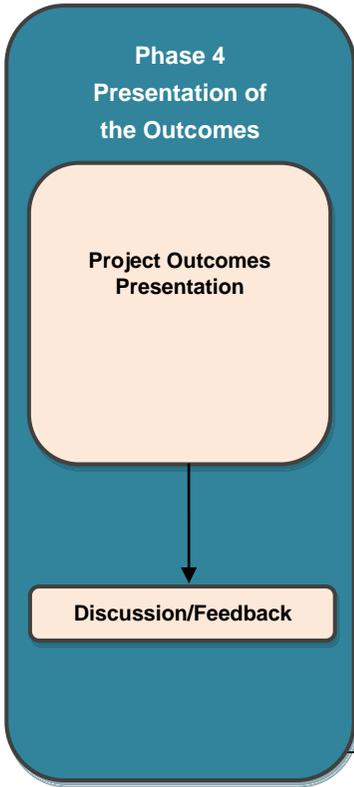 Phase 4
Presentation of
the Outcomes
Project Outcomes
Presentation
Discussion/Feedback